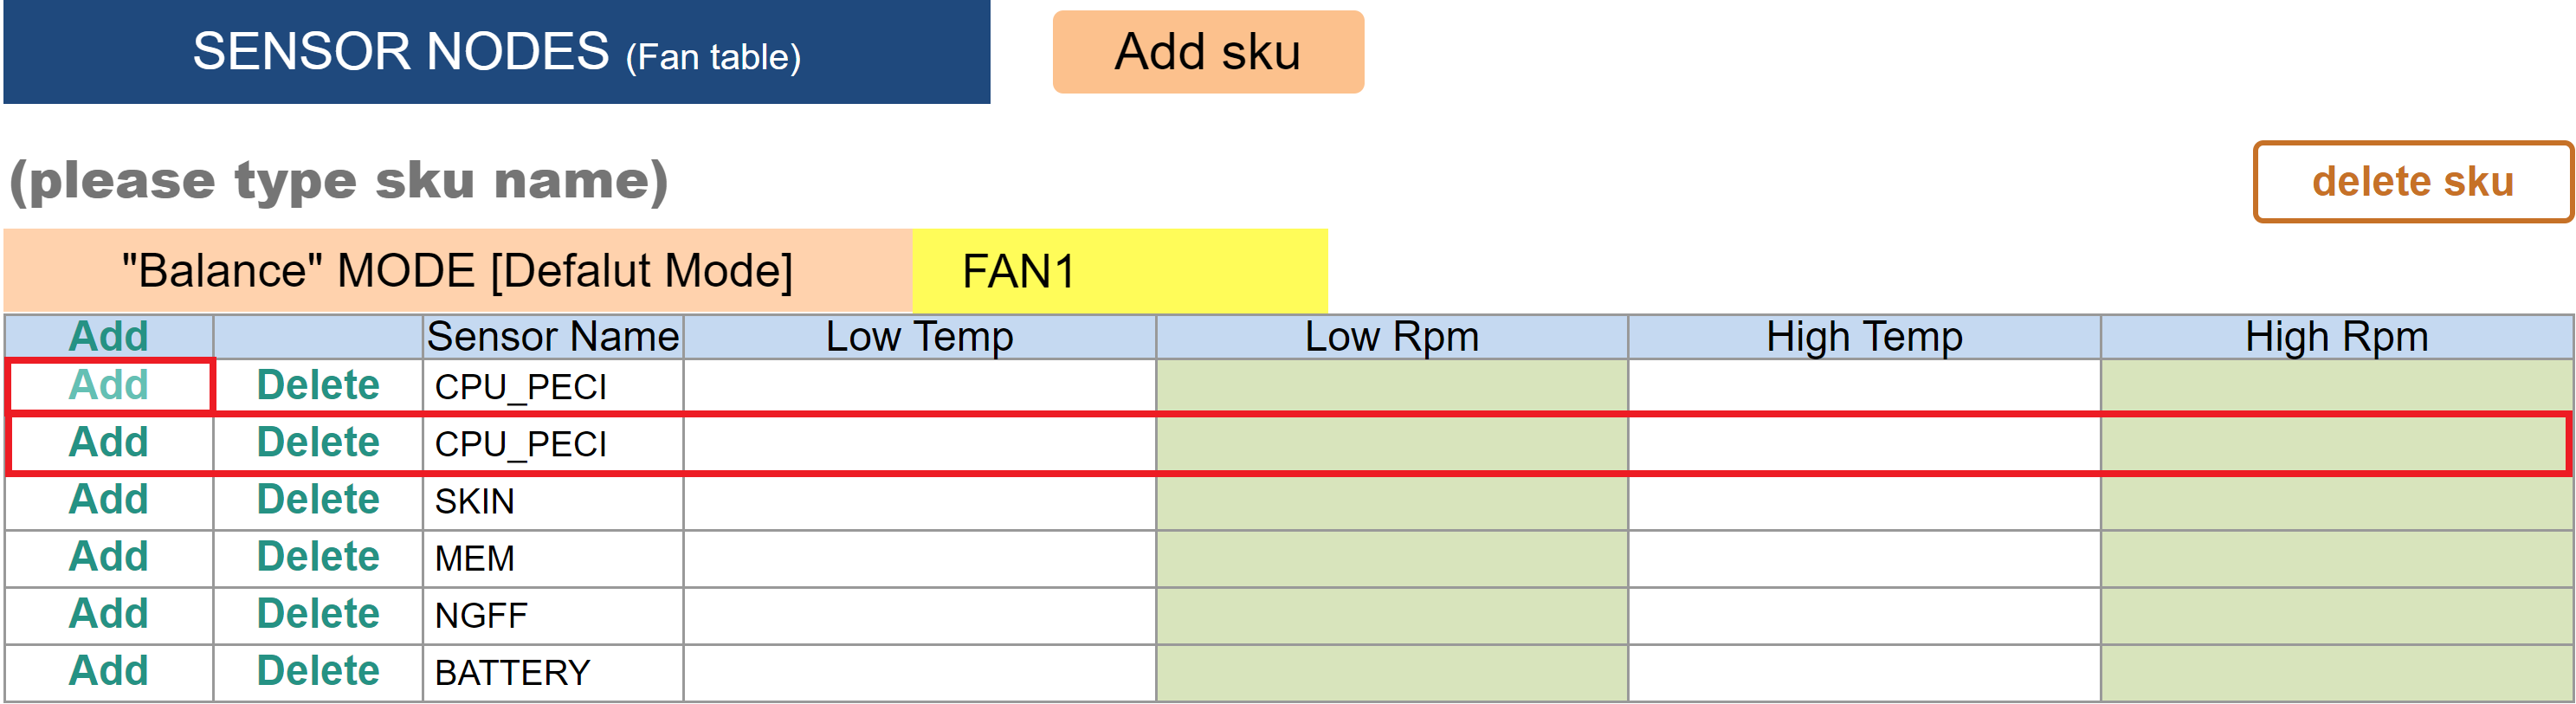 SENSOR NODES (Fan table) Add sku
(please type sku name) delete sku
"Balance" MODE [Defalut Mode] FAN1
Add Sensor Name Low Temp Low Rpm High Temp High Rpm
Add Delete CPU_PECI
Add Delete CPU_PECI
Add Delete SKIN
Add Delete MEM
Add Delete NGFF
Add Delete BATTERY